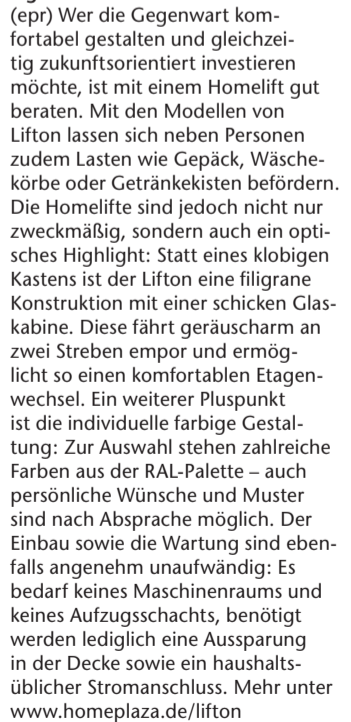 (epr) Wer die Gegenwart kom-
fortabel gestalten und gleichzei-
tig zukunftsorientiert investieren
möchte, ist mit einem Homelift gut
beraten. Mit den Modellen von
Lifton lassen sich neben Personen
zudem Lasten wie Gepäck, Wäsche-
körbe oder Getränkekisten befördern.
Die Homelifte sind jedoch nicht nur
zweckmäßig, sondern auch ein opti-
sches Highlight: Statt eines klobigen
Kastens ist der Lifton eine filigrane
Konstruktion mit einer schicken Glas-
kabine. Diese fährt geräuscharm an
zwei Streben empor und ermög-
licht so einen komfortablen Etagen-
wechsel. Ein weiterer Pluspunkt
ist die individuelle farbige Gestal-
tung: Zur Auswahl stehen zahlreiche
Farben aus der RAL-Palette – auch
persönliche Wünsche und Muster
sind nach Absprache möglich. Der
Einbau sowie die Wartung sind eben-
falls angenehm unaufwändig: Es
bedarf keines Maschinenraums und
keines Aufzugsschachts, benötigt
werden lediglich eine Aussparung
in der Decke sowie ein haushalts-
üblicher Stromanschluss. Mehr unter
www.homeplaza.de/lifton